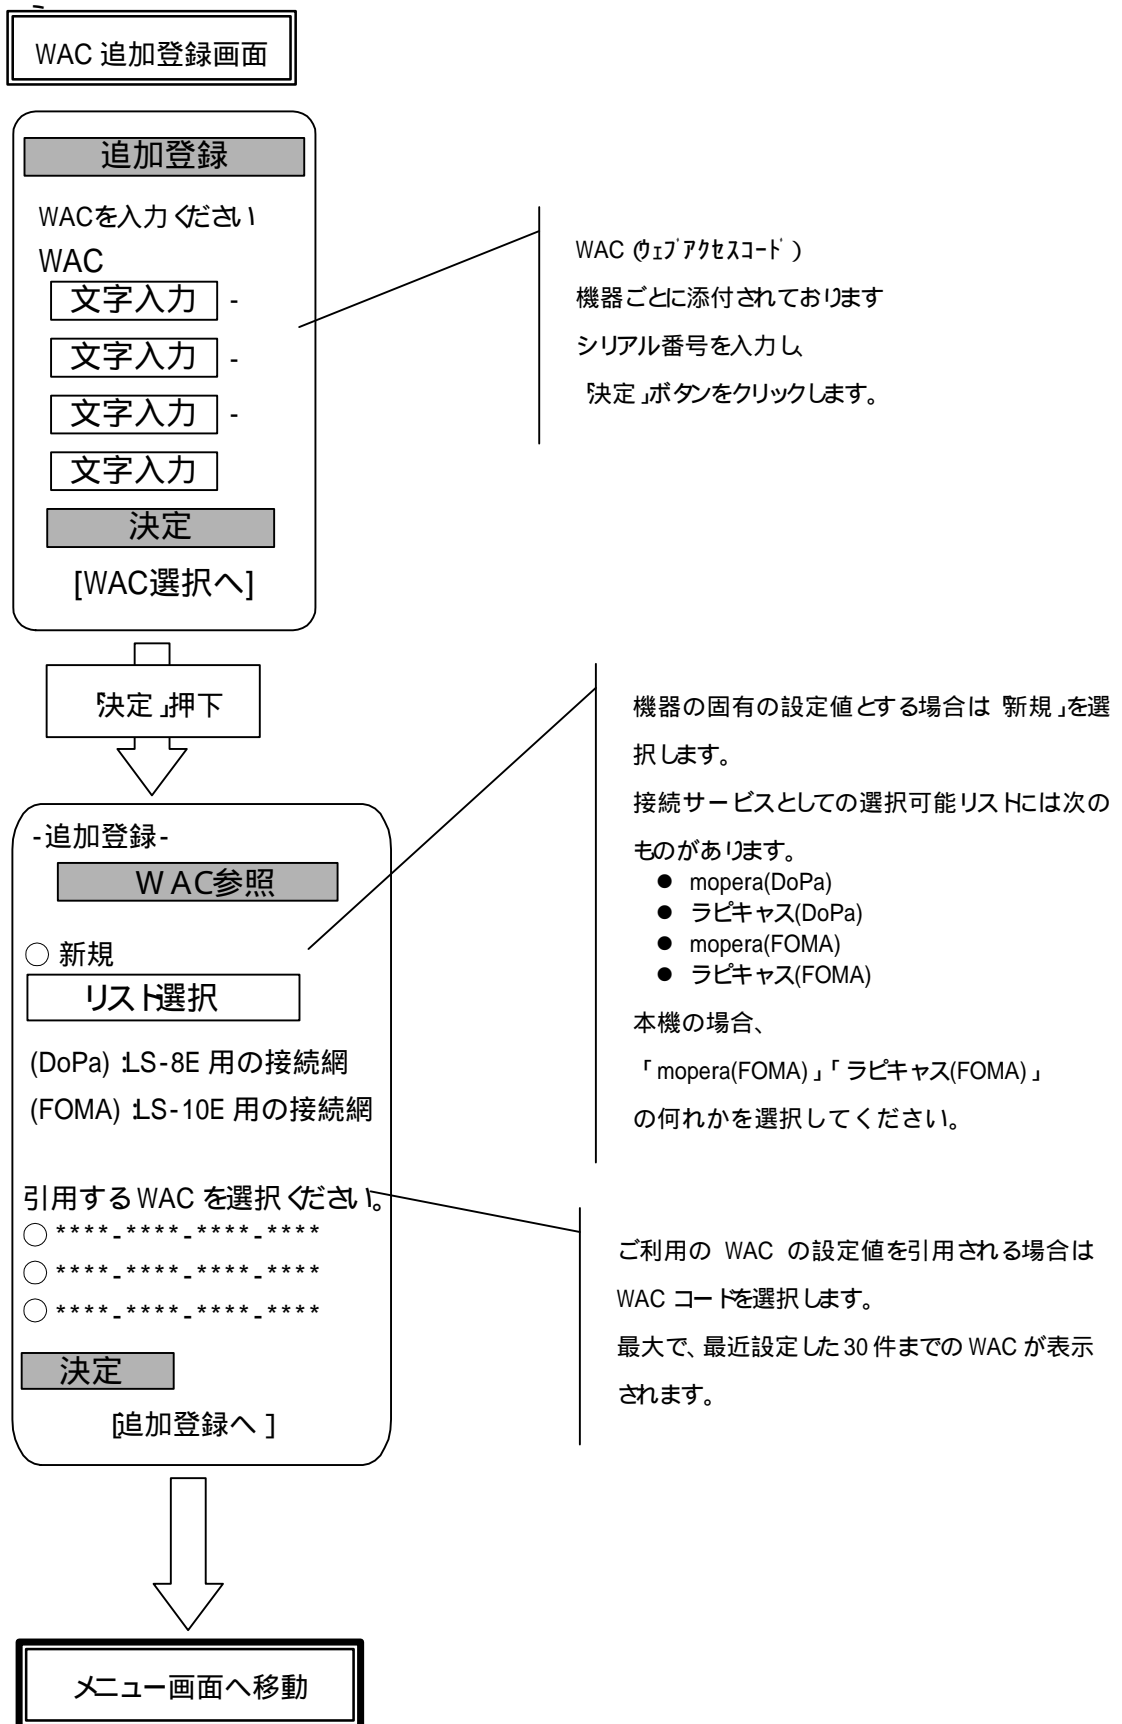 WAC 追加登録画面
追加登録
WACを入力ください
WAC
文字入力 -
文字入力 -
文字入力 -
文字入力
決定
[WAC選択へ]
WAC(ｳｪﾌﾞｱｸｾｽｺｰﾄﾞ)
機器ごとに添付されております
シリアル番号を入力し、
「決定」ボタンをクリックします。
「決定」押下
-追加登録-
WAC参照
○ 新規
リスト選択
(DoPa):LS-8E 用の接続網
(FOMA):LS-10E 用の接続網
引用する WAC を選択ください。
○ ****-****-****-****
○ ****-****-****-****
○ ****-****-****-****
決定
[追加登録へ]
機器の固有の設定値とする場合は「新規」を選
択します。
接続サービスとしての選択可能リストには次の
ものがあります。
● mopera(DoPa)
● ラピキャス(DoPa)
● mopera(FOMA)
● ラピキャス(FOMA)
本機の場合、
「mopera(FOMA)」「ラピキャス(FOMA)」
の何れかを選択してください。
ご利用の WAC の設定値を引用される場合は
WAC コードを選択します。
最大で、最近設定した 30 件までの WAC が表示
されます。
メニュー画面へ移動